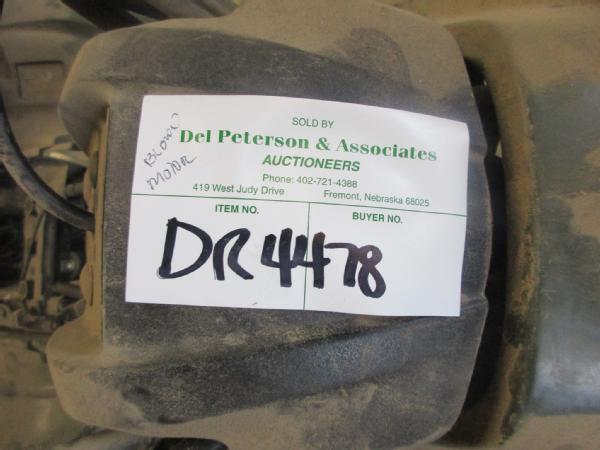 BLOWN
MOTOR
SOLD BY
Del Peterson & Associates
AUCTIONEERS
Phone: 402-721-4388
419 West Judy Drive Fremont, Nebraska 68025
ITEM NO. BUYER NO.
DR4478